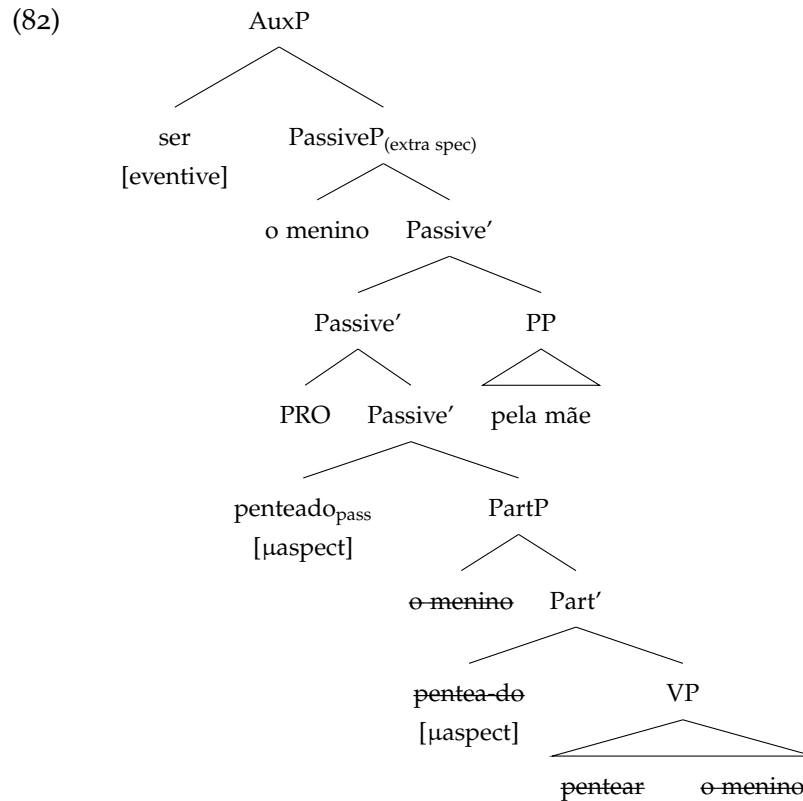 (82)
AuxP
ser PassiveP(extra spec)
[eventive]
o menino Passive’
Passive’ PP
PRO Passive’ pela mãe
penteadopass PartP
[µaspect]
o menino Part’
pentea-do VP
[µaspect]
pentear o menino